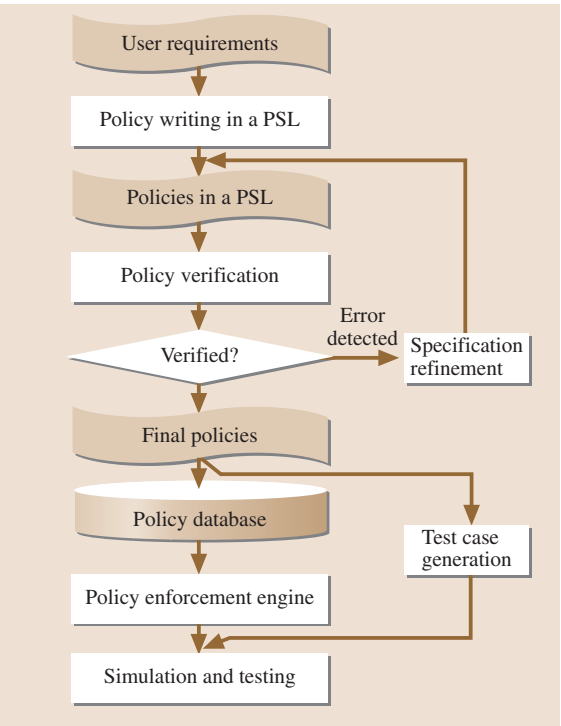 User requirements
Policy writing in a PSL
Policies in a PSL
Policy verification
Error
detected
Verified?
Specification
refinement
Final policies
Policy database
Test case
generation
Policy enforcement engine
Simulation and testing